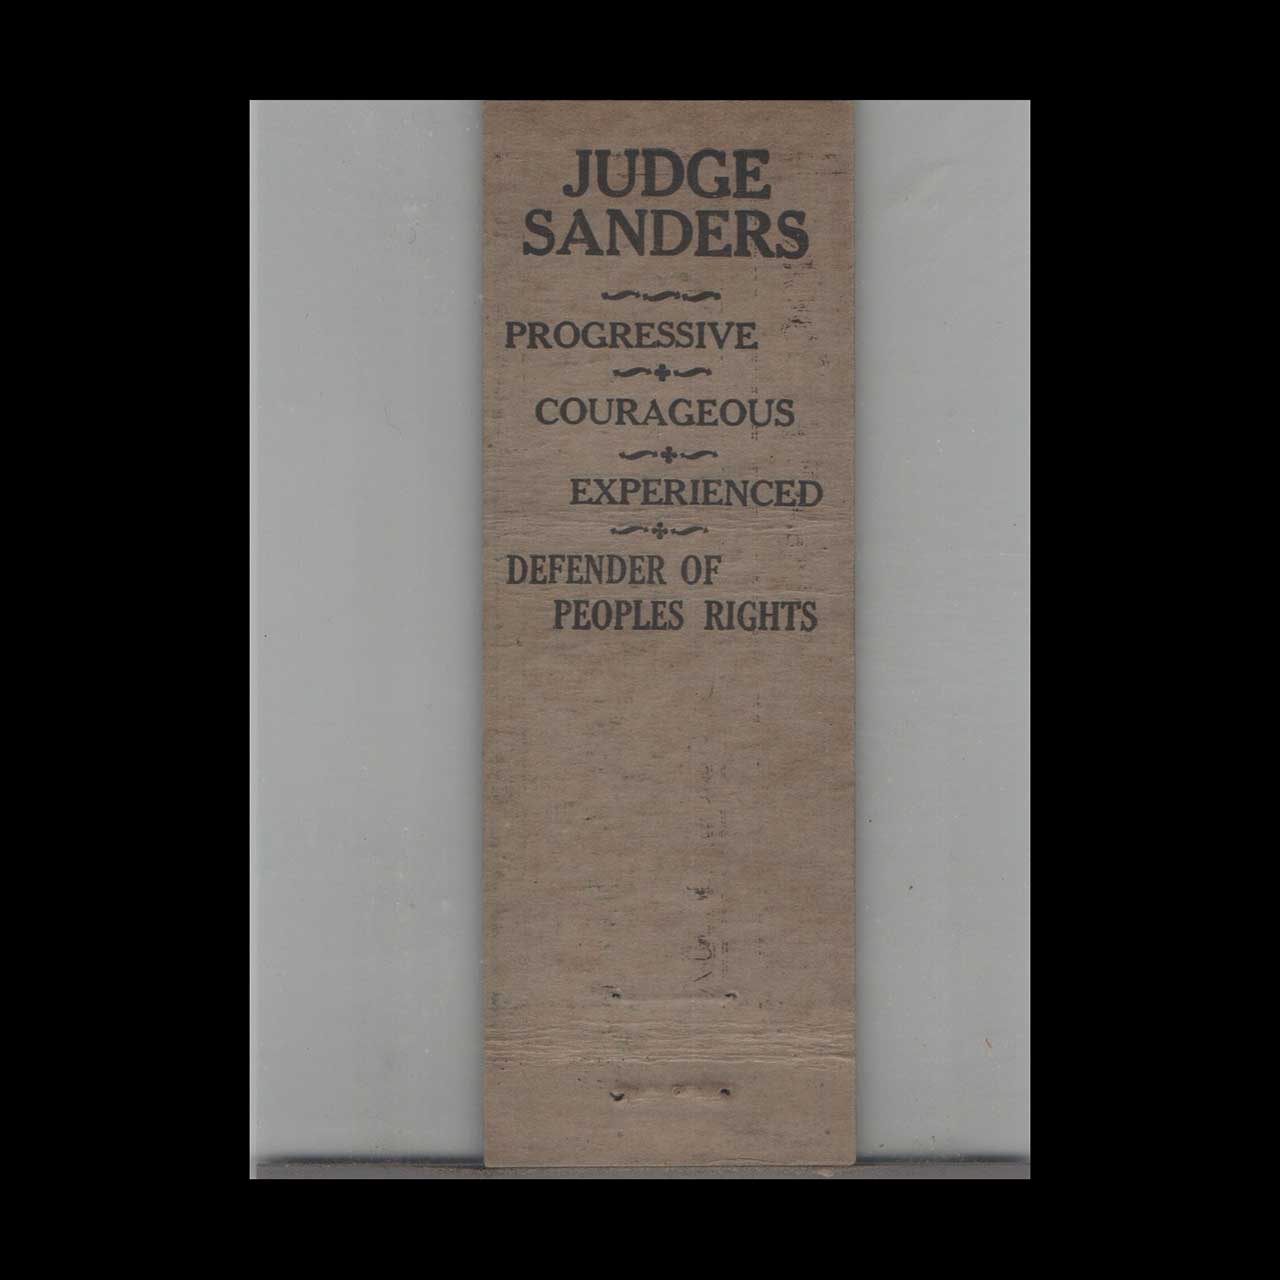 JUDGE
SANDERS
PROGRESSIVE
COURAGEOUS
EXPERIENCED
DEFENDER OF
PEOPLES RIGHTS